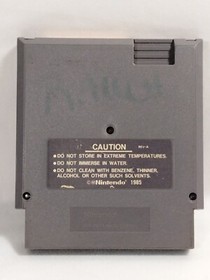 CAUTION
REV-A
• DO NOT STORE IN EXTREME TEMPERATURES.
• DO NOT IMMERSE IN WATER.
• DO NOT CLEAN WITH BENZENE, THINNER,
ALCOHOL OR OTHER SUCH SOLVENTS.
©Nintendo 1985